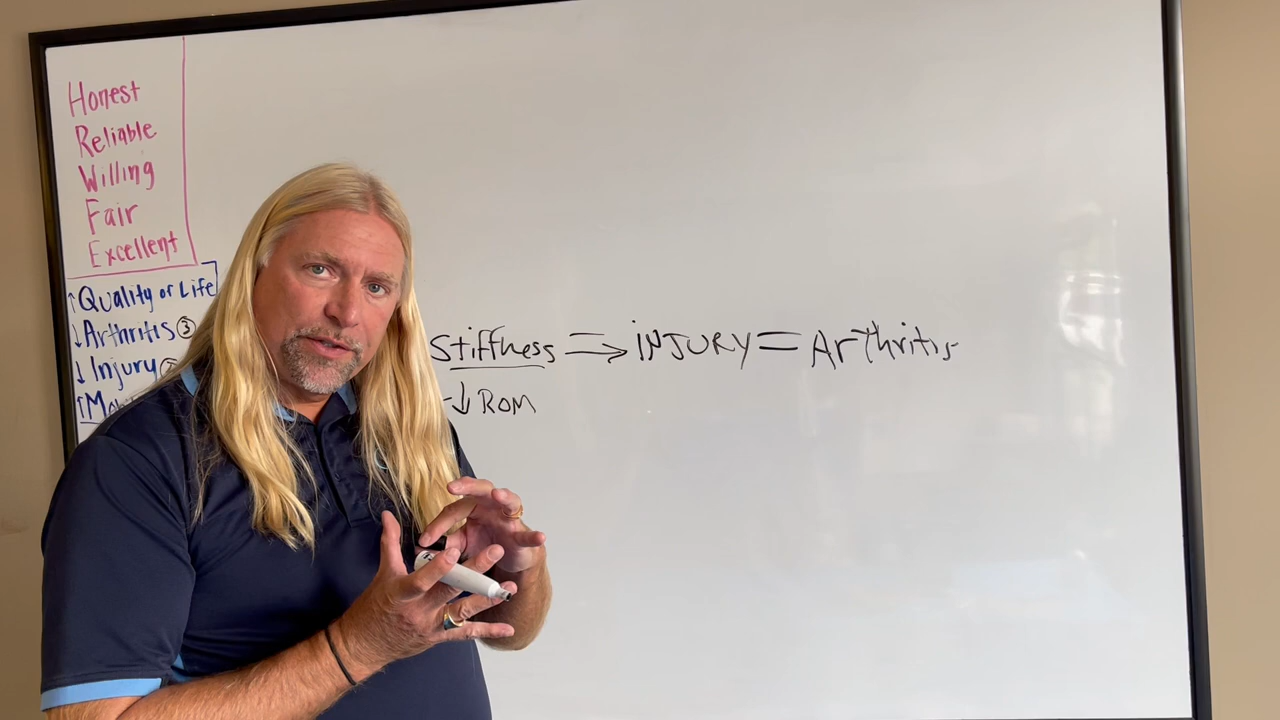 Honest
Reliable
Willing
Fair
Excellent
↑Quality of Life
↓Arthritis ③
↓Injury
Stiffness ⇒ iNJURY = Arthritis
-↓ ROM